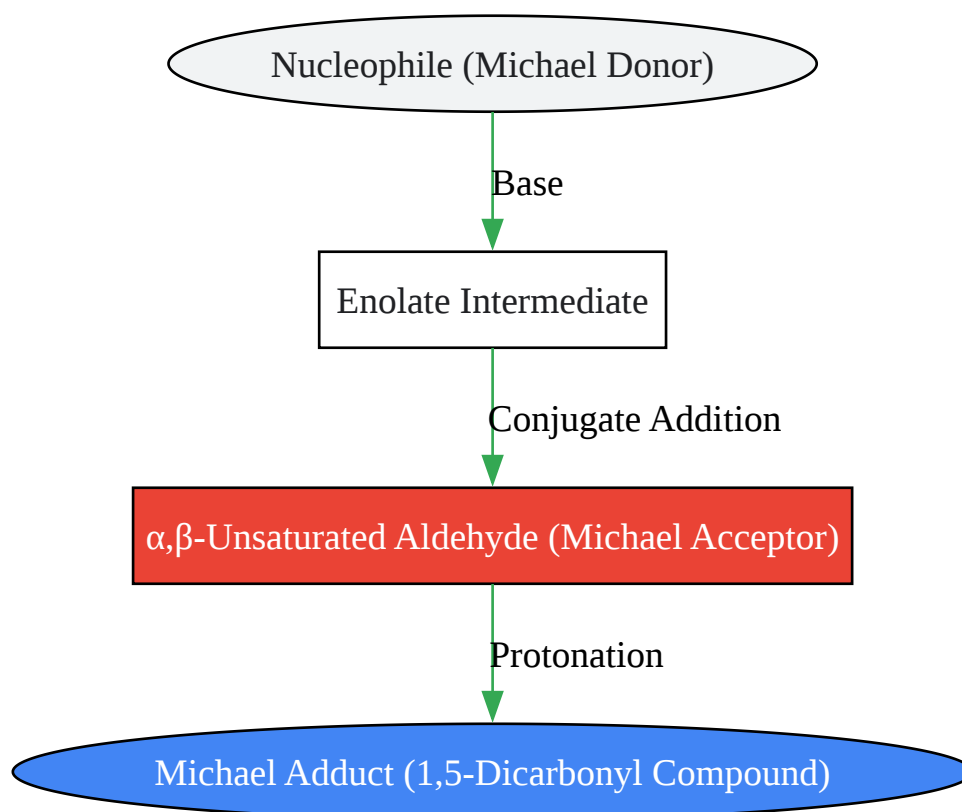 Nucleophile (Michael Donor)
Base
Enolate Intermediate
Conjugate Addition
α,β-Unsaturated Aldehyde (Michael Acceptor)
Protonation
Michael Adduct (1,5-Dicarbonyl Compound)